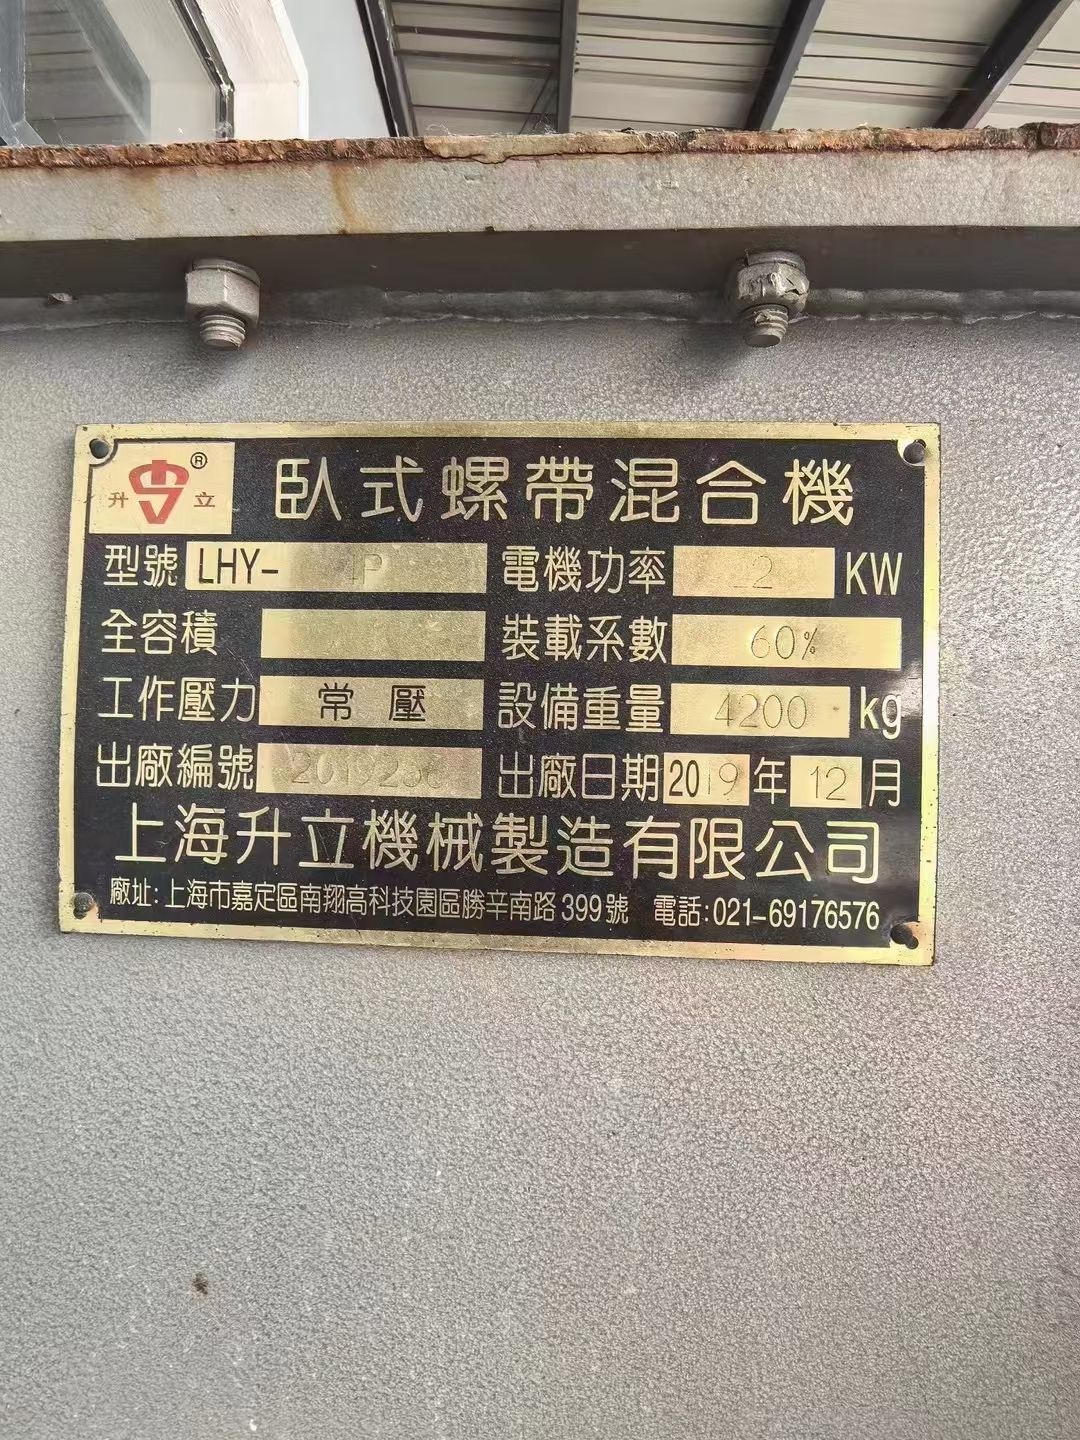 升 立 ®
臥式螺帶混合機
型號 LHY- 4P 電機功率 KW
全容積 裝載系數 60%
工作壓力 常壓 設備重量 4200 kg
出廠編號 出廠日期 2019 年 12 月
上海升立機械製造有限公司
廠址:上海市嘉定區南翔高科技園區勝辛南路399號 電話:021-69176576